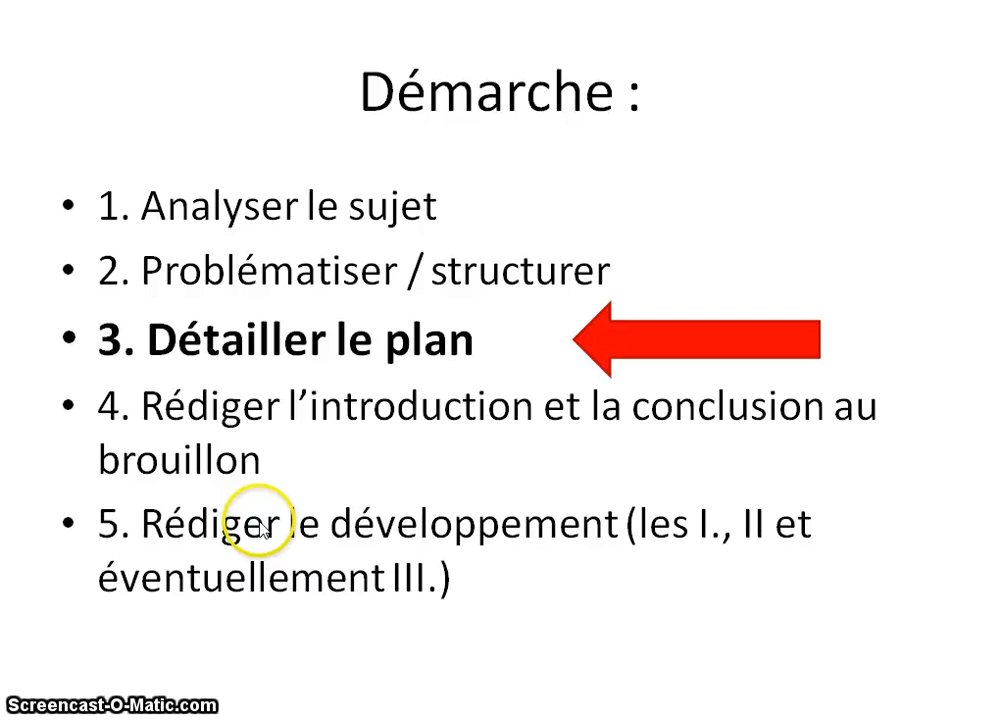 Démarche :
• 1. Analyser le sujet
• 2. Problématiser / structurer
• 3. Détailler le plan
• 4. Rédiger l’introduction et la conclusion au
brouillon
• 5. Rédiger le développement (les I., II et
éventuellement III.)
Screencast-O-Matic.com